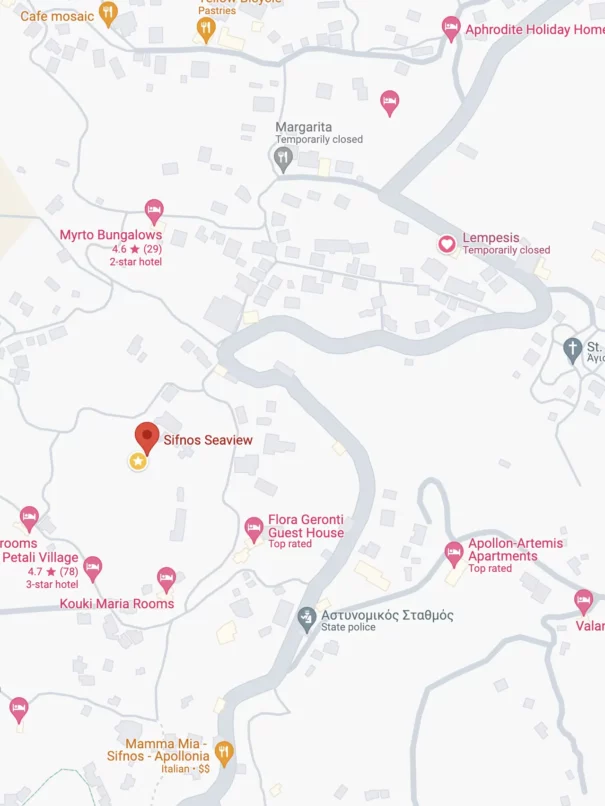 Yellow Bicycle
Cafe mosaic
Pastries
Aphrodite Holiday Home
Margarita
Temporarily closed
Myrto Bungalows
4.6 ★ (29)
2-star hotel
Lempesis
Temporarily closed
St.
Άγιο
Sifnos Seaview
rooms
Petali Village
4.7 ★ (78)
3-star hotel
Flora Geronti
Guest House
Top rated
Apollon-Artemis
Apartments
Top rated
Kouki Maria Rooms
Αστυνομικός Σταθμός
State police
Valar
Mamma Mia -
Sifnos - Apollonia
Italian • $$